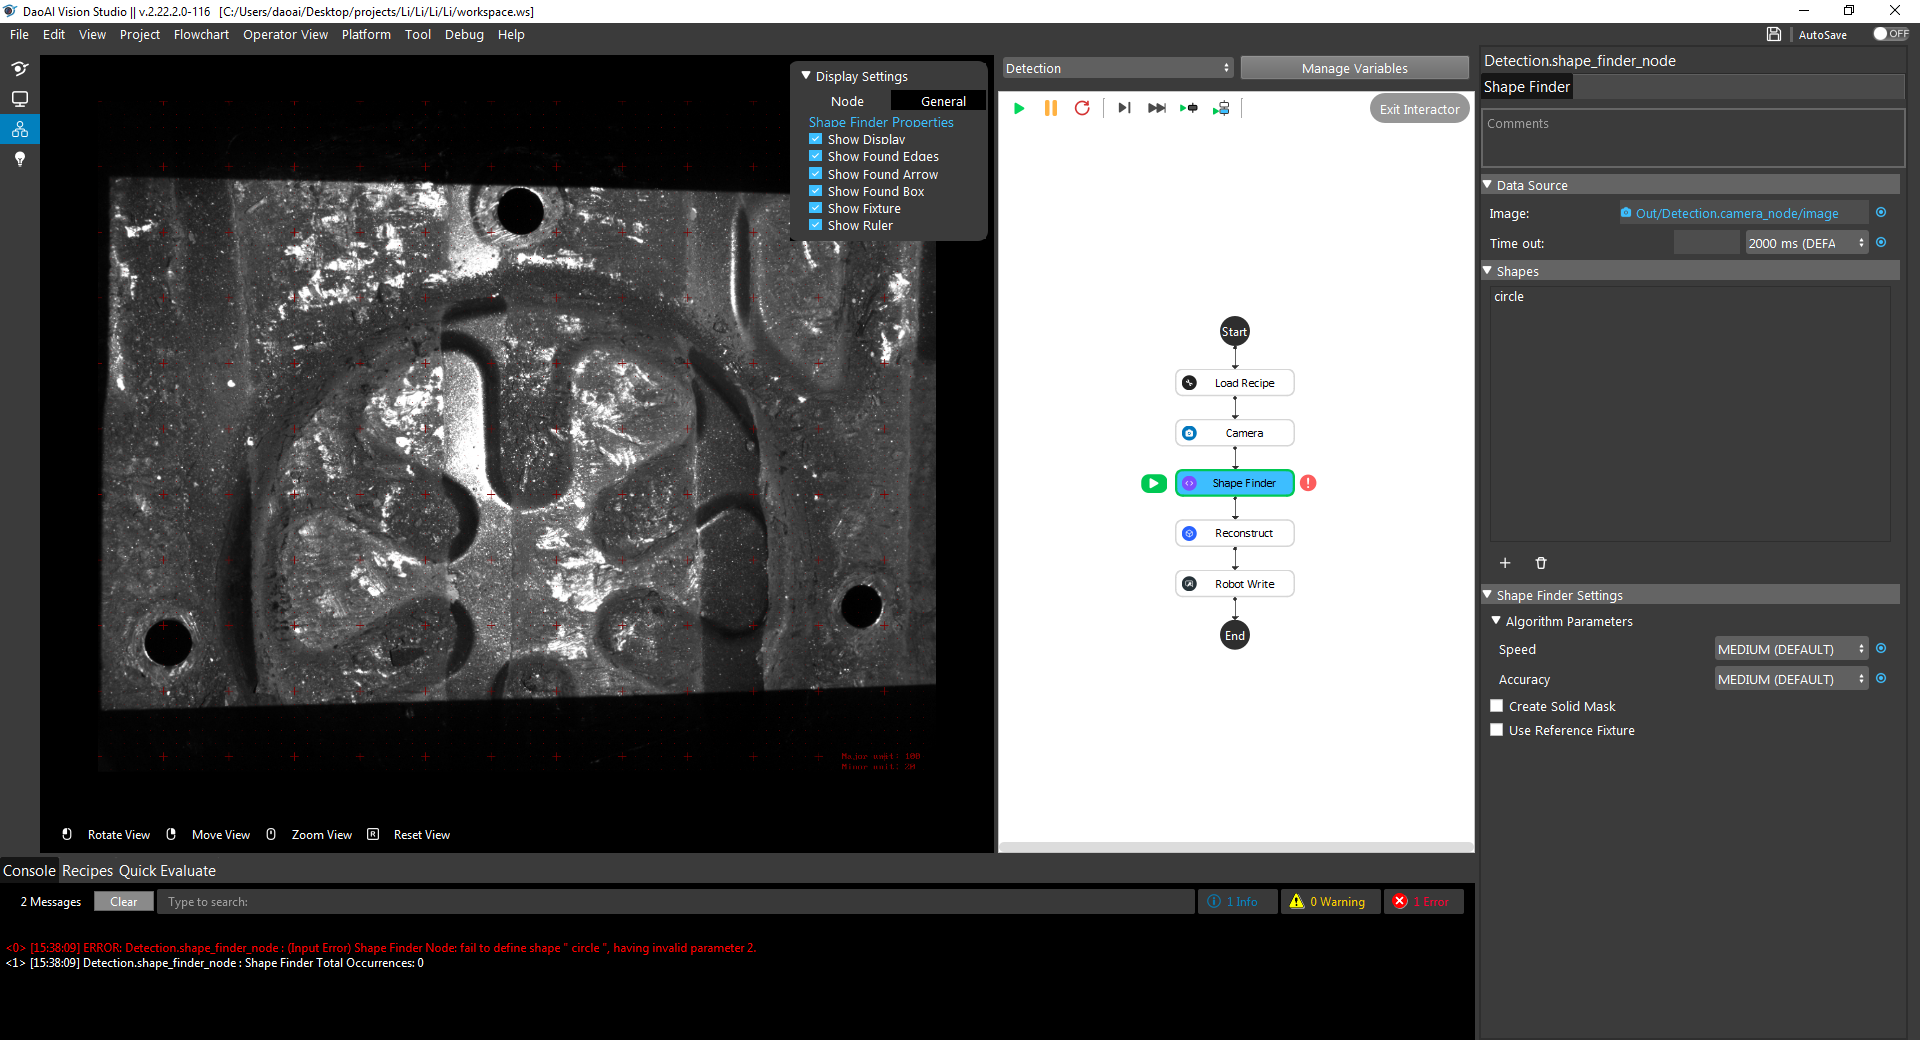 DaoAI Vision Studio || v.2.22.2.0-116 [C:/Users/daoai/Desktop/projects/Li/Li/Li/Li/workspace.ws]
File Edit View Project Flowchart Operator View Platform Tool Debug Help
AutoSave OFF
Display Settings
Node General
Shape Finder Properties
Show Display
Show Found Edges
Show Found Arrow
Show Found Box
Show Fixture
Show Ruler
Major unit: 100
Minor unit: 20
Rotate View Move View Zoom View R Reset View
Detection Manage Variables
Exit Interactor
Start
Load Recipe
Camera
Shape Finder
Reconstruct
Robot Write
End
Detection.shape_finder_node
Shape Finder
Comments
Data Source
Image: Out/Detection.camera_node/image
Time out: 2000 ms (DEFA
Shapes
circle
Shape Finder Settings
Algorithm Parameters
Speed MEDIUM (DEFAULT)
Accuracy MEDIUM (DEFAULT)
Create Solid Mask
Use Reference Fixture
Console Recipes Quick Evaluate
2 Messages Clear Type to search: 1 Info 0 Warning 1 Error
<0> [15:38:09] ERROR: Detection.shape_finder_node : (Input Error) Shape Finder Node: fail to define shape " circle ", having invalid parameter 2.
<1> [15:38:09] Detection.shape_finder_node : Shape Finder Total Occurrences: 0